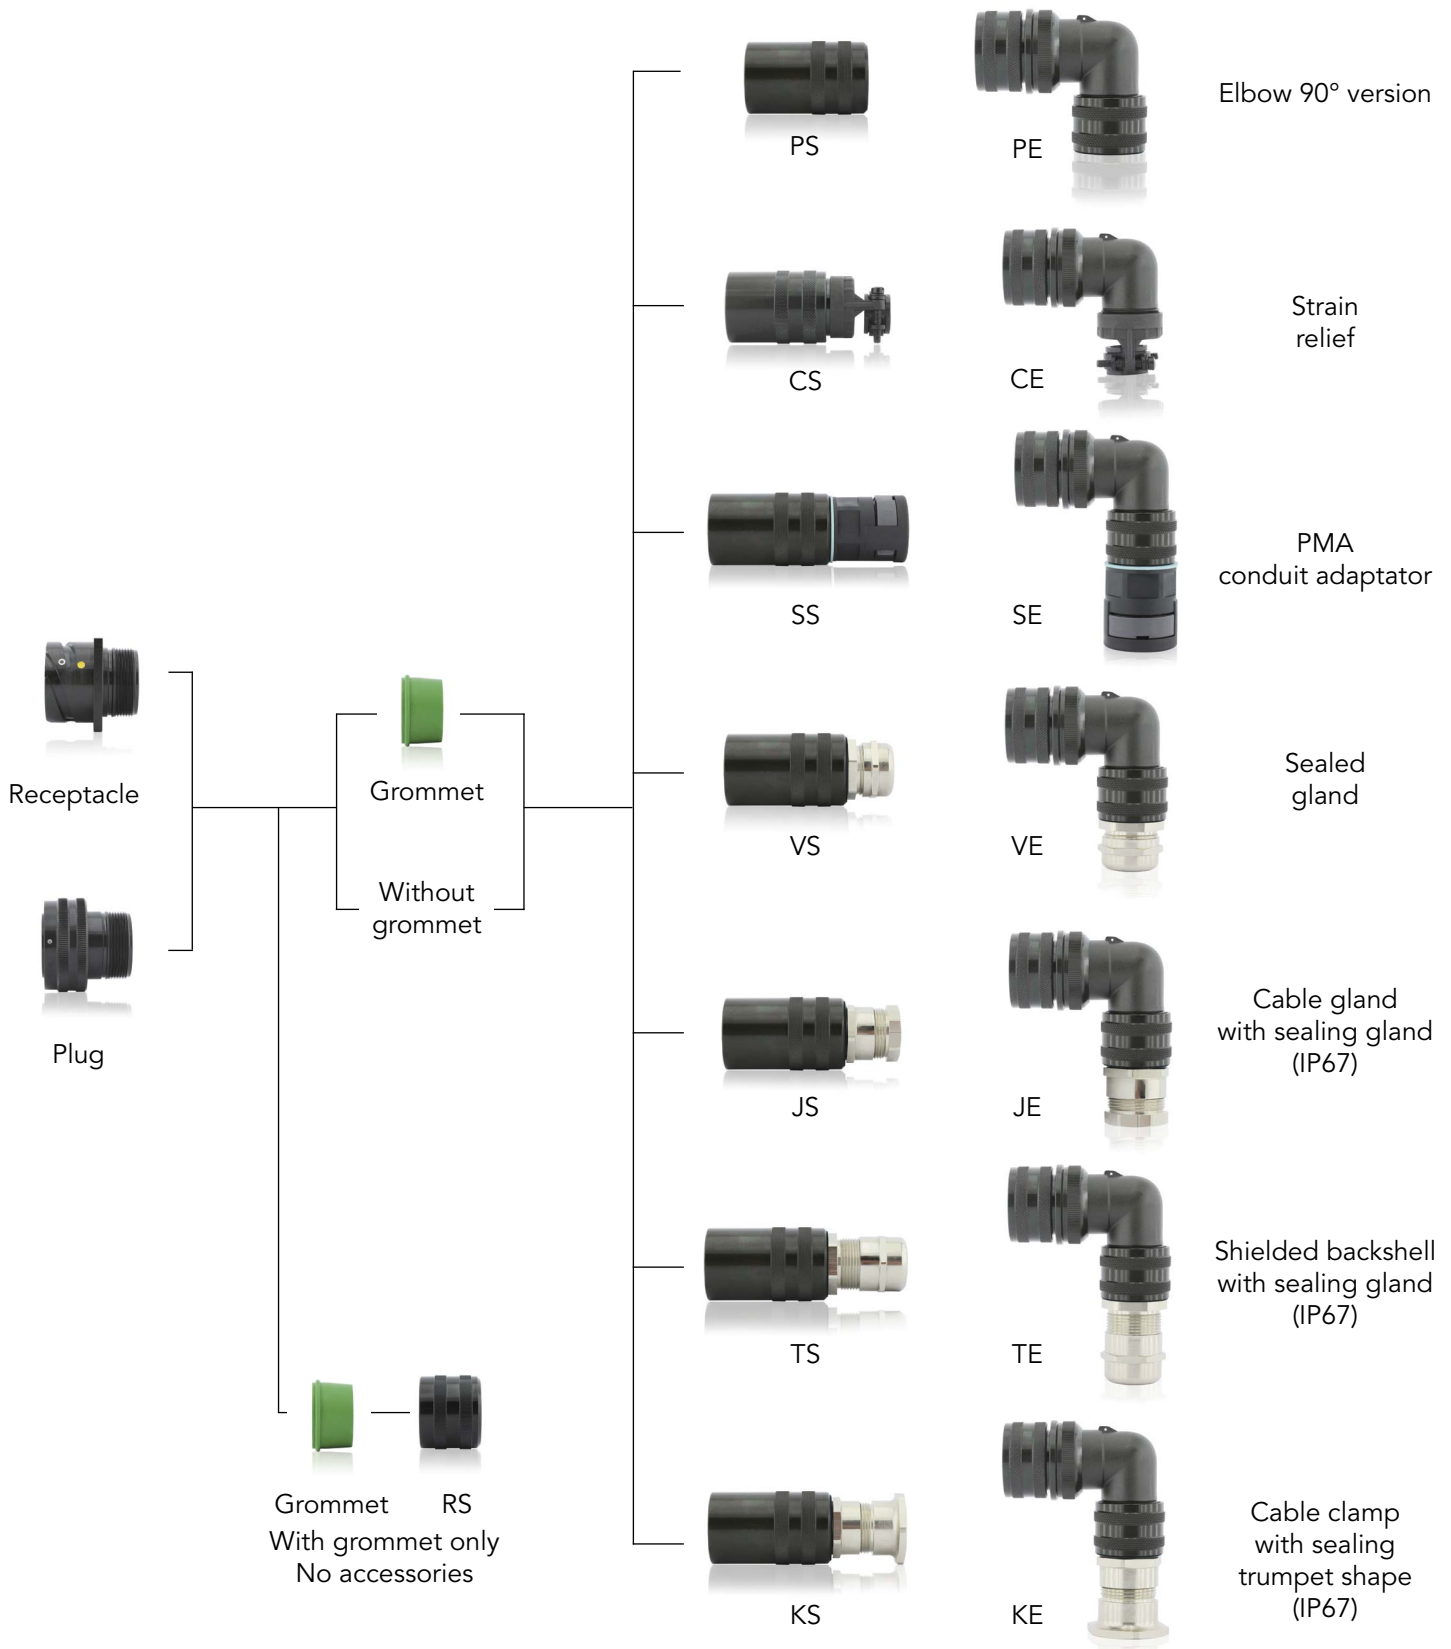 PS
PE
Elbow 90° version
CS
CE
Strain
relief
SS
SE
PMA
conduit adaptator
Receptacle
Grommet
VS
VE
Sealed
gland
Without
grommet
Plug
JS
JE
Cable gland
with sealing gland
(IP67)
TS
TE
Shielded backshell
with sealing gland
(IP67)
Grommet
RS
With grommet only
No accessories
KS
KE
Cable clamp
with sealing
trumpet shape
(IP67)